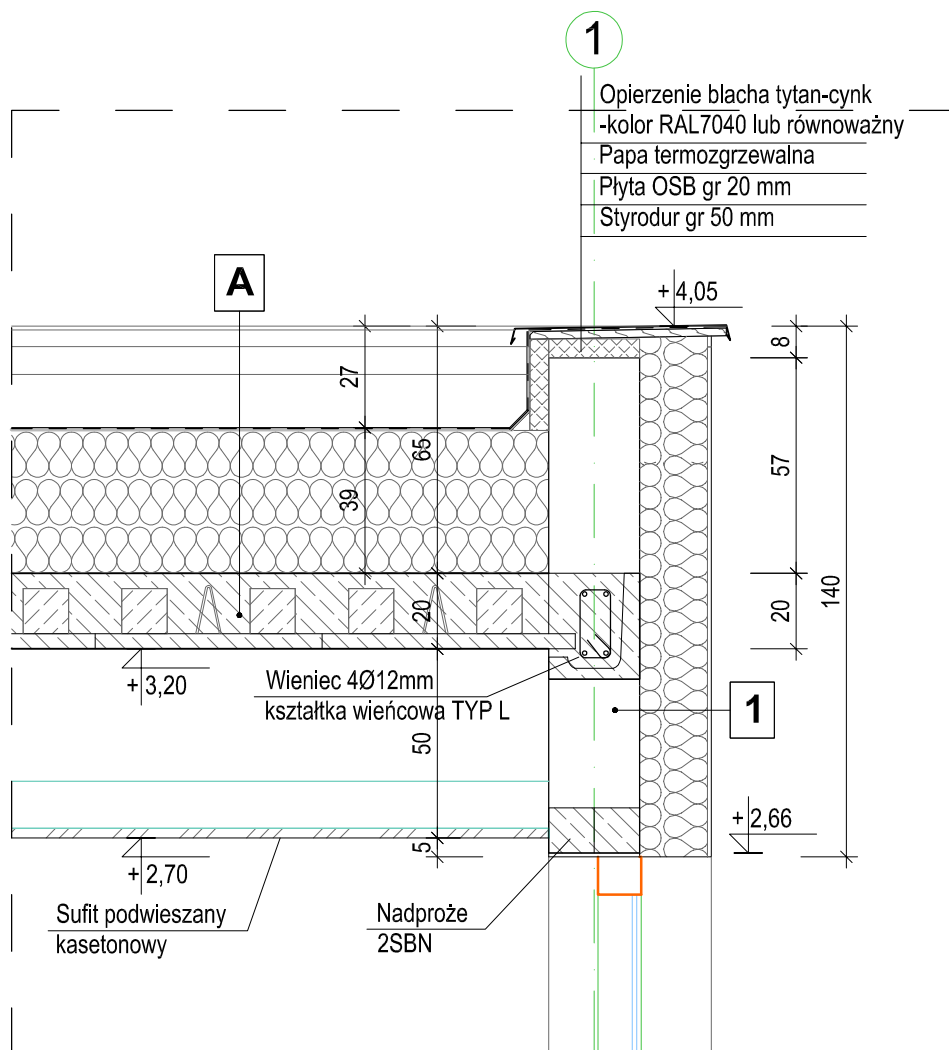 1
Opierzenie blacha tytan-cynk
-kolor RAL7040 lub równoważny
Papa termozgrzewalna
Płyta OSB gr 20 mm
Styrodur gr 50 mm
A
+4,05
8
27
65
57
39
140
20
20
+3,20
Wieniec 4Ø12mm
kształtka wieńcowa TYP L
1
50
+2,66
5
+2,70
Sufit podwieszany
kasetonowy
Nadproże
2SBN